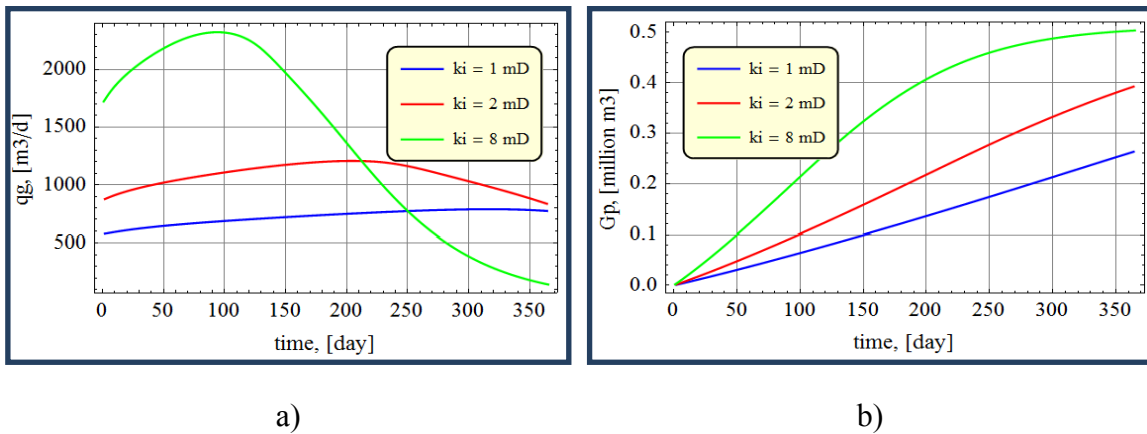 qg, [m3/d]
2000
1500
1000
500
0 50 100 150 200 250 300 350
time, [day]
ki = 1 mD
ki = 2 mD
ki = 8 mD
a)
Gp, [million m3]
0.5
0.4
0.3
0.2
0.1
0.0
0 50 100 150 200 250 300 350
time, [day]
ki = 1 mD
ki = 2 mD
ki = 8 mD
b)